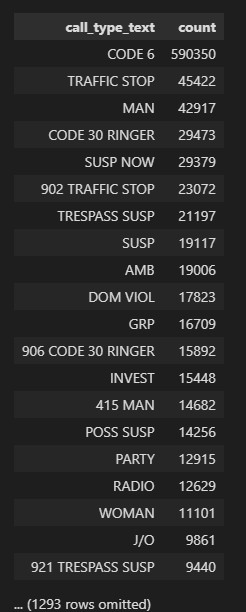 call_type_text count
CODE 6 590350
TRAFFIC STOP 45422
MAN 42917
CODE 30 RINGER 29473
SUSP NOW 29379
902 TRAFFIC STOP 23072
TRESPASS SUSP 21197
SUSP 19117
AMB 19006
DOM VIOL 17823
GRP 16709
906 CODE 30 RINGER 15892
INVEST 15448
415 MAN 14682
POSS SUSP 14256
PARTY 12915
RADIO 12629
WOMAN 11101
J/O 9861
921 TRESPASS SUSP 9440
... (1293 rows omitted)